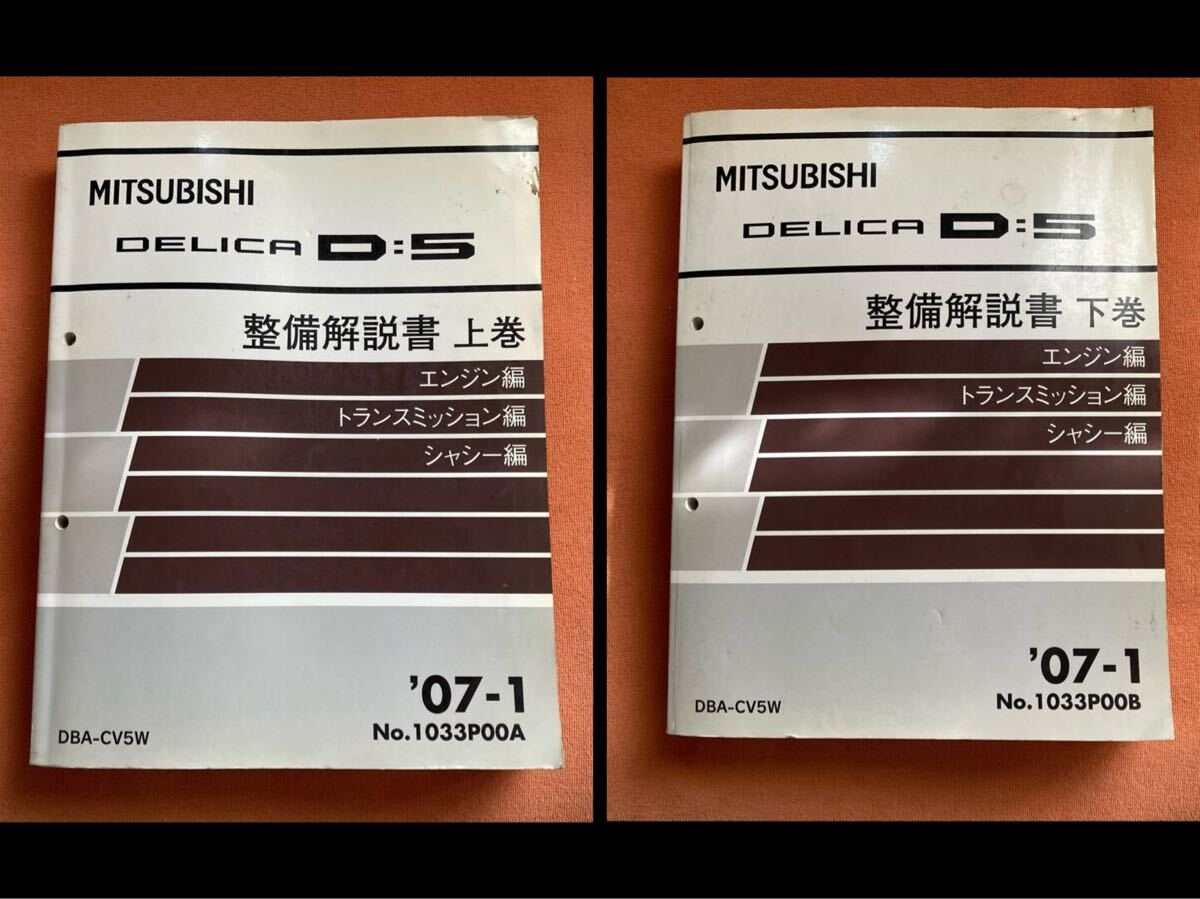 MITSUBISHI
DELICA D:5
整備解説書 上巻
エンジン編
トランスミッション編
シャシー編
'07-1
No.1033P00A
DBA-CV5W
MITSUBISHI
DELICA D:5
整備解説書 下巻
エンジン編
トランスミッション編
シャシー編
'07-1
No.1033P00B
DBA-CV5W